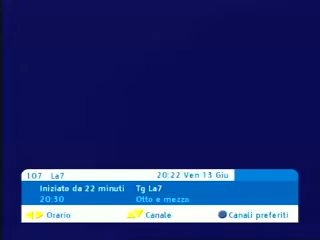 107 La7 20:22 Ven 13 Giu
Iniziato da 22 minuti Tg La7
20:30 Otto e mezzo
Orario Canale Canali preferiti